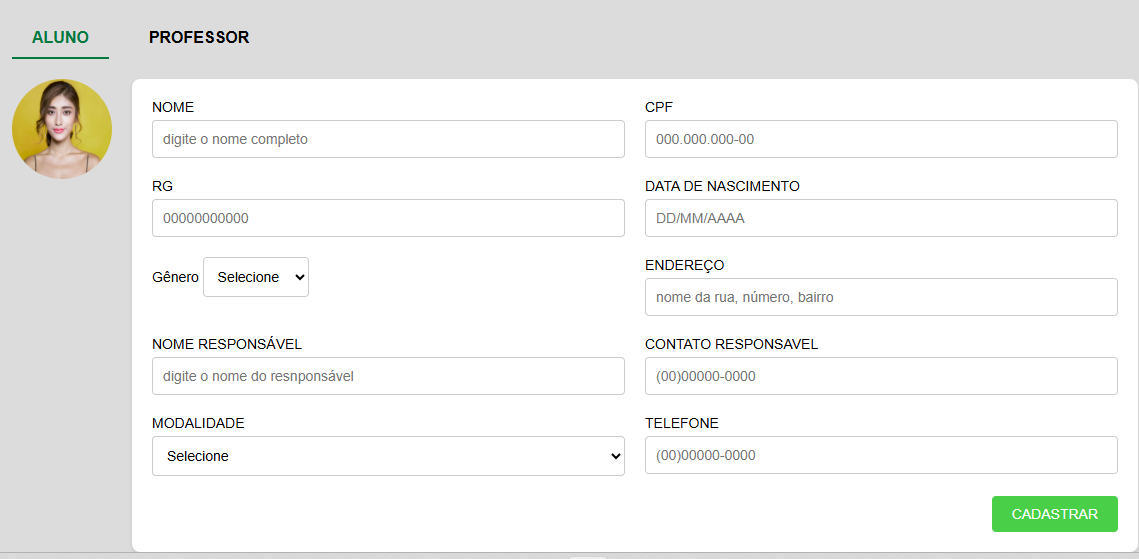 ALUNO PROFESSOR
NOME CPF
digite o nome completo 000.000.000-00
RG DATA DE NASCIMENTO
00000000000 DD/MM/AAAA
Gênero Selecione ENDEREÇO
nome da rua, número, bairro
NOME RESPONSÁVEL CONTATO RESPONSAVEL
digite o nome do resnponsável (00)00000-0000
MODALIDADE TELEFONE
Selecione (00)00000-0000
CADASTRAR